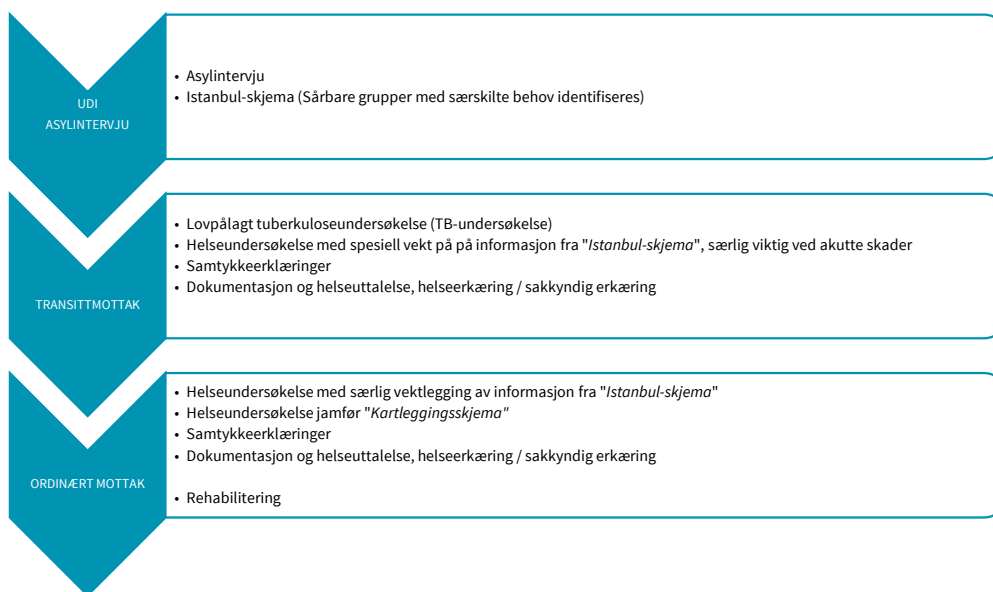 UDI
ASYLINTERVJU
• Asylintervju
• Istanbul-skjema (Sårbare grupper med særskilte behov identifiseres)
TRANSITTMOTTAK
• Lovpålagt tuberkuloseundersøkelse (TB-undersøkelse)
• Helseundersøkelse med spesiell vekt på på informasjon fra "Istanbul-skjema", særlig viktig ved akutte skader
• Samtykkeerklæringer
• Dokumentasjon og helseuttalelse, helseerkæring / sakkyndig erkæring
ORDINÆRT MOTTAK
• Helseundersøkelse med særlig vektlegging av informasjon fra "Istanbul-skjema"
• Helseundersøkelse jamfør "Kartleggingsskjema"
• Samtykkeerklæringer
• Dokumentasjon og helseuttalelse, helseerkæring / sakkyndig erkæring
• Rehabilitering